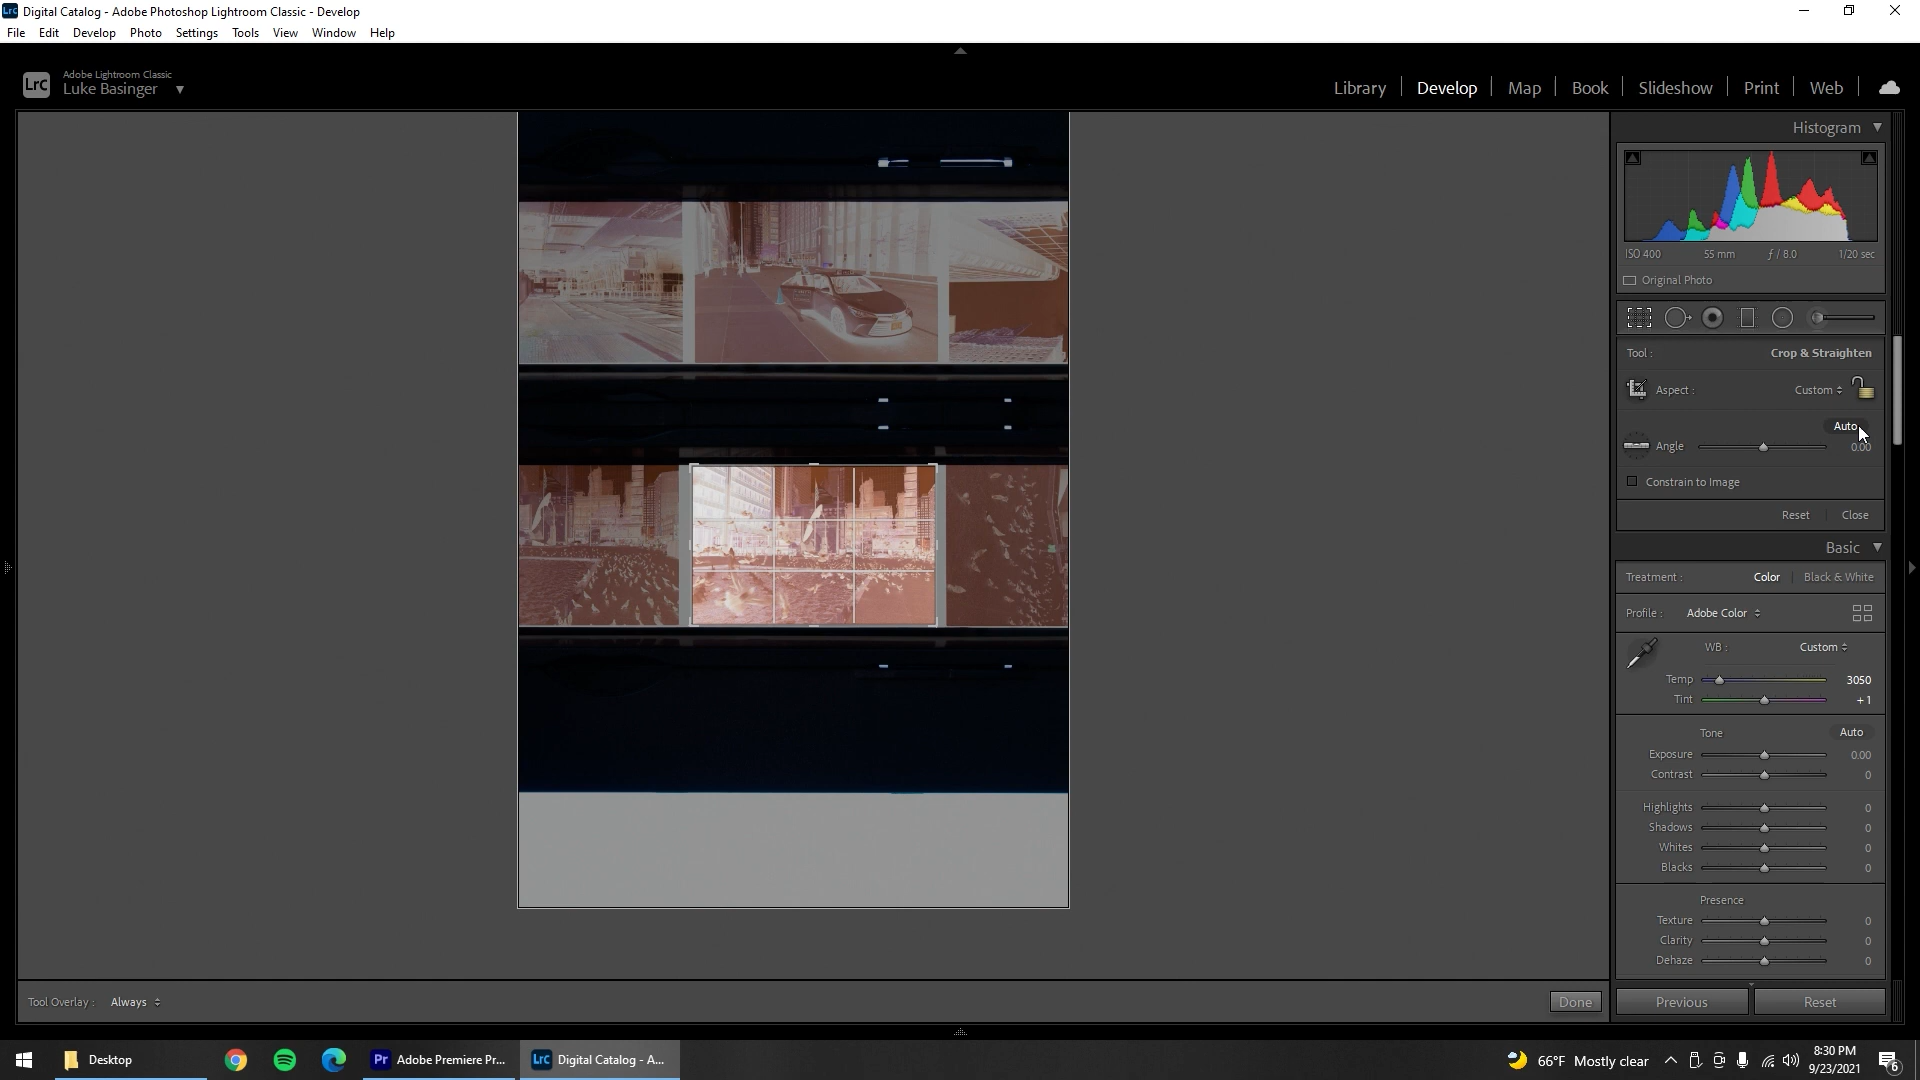 Lrc Digital Catalog - Adobe Photoshop Lightroom Classic - Develop
File Edit Develop Photo Settings Tools View Window Help
LrC Adobe Lightroom Classic
Luke Basinger
Library Develop Map Book Slideshow Print Web
Histogram
ISO 400 55 mm ƒ / 8.0 1/20 sec
Original Photo
Tool : Crop & Straighten
Aspect : Custom
Auto
Angle 0.00
Constrain to Image
Reset Close
Basic
Treatment : Color Black & White
Profile : Adobe Color
WB : Custom
Temp 3050
Tint + 1
Tone Auto
Exposure 0.00
Contrast 0
Highlights 0
Shadows 0
Whites 0
Blacks 0
Presence
Texture 0
Clarity 0
Dehaze 0
Tool Overlay : Always Done Previous Reset
Desktop Pr Adobe Premiere Pr... LrC Digital Catalog - A... 66°F Mostly clear 8:30 PM
9/23/2021 6